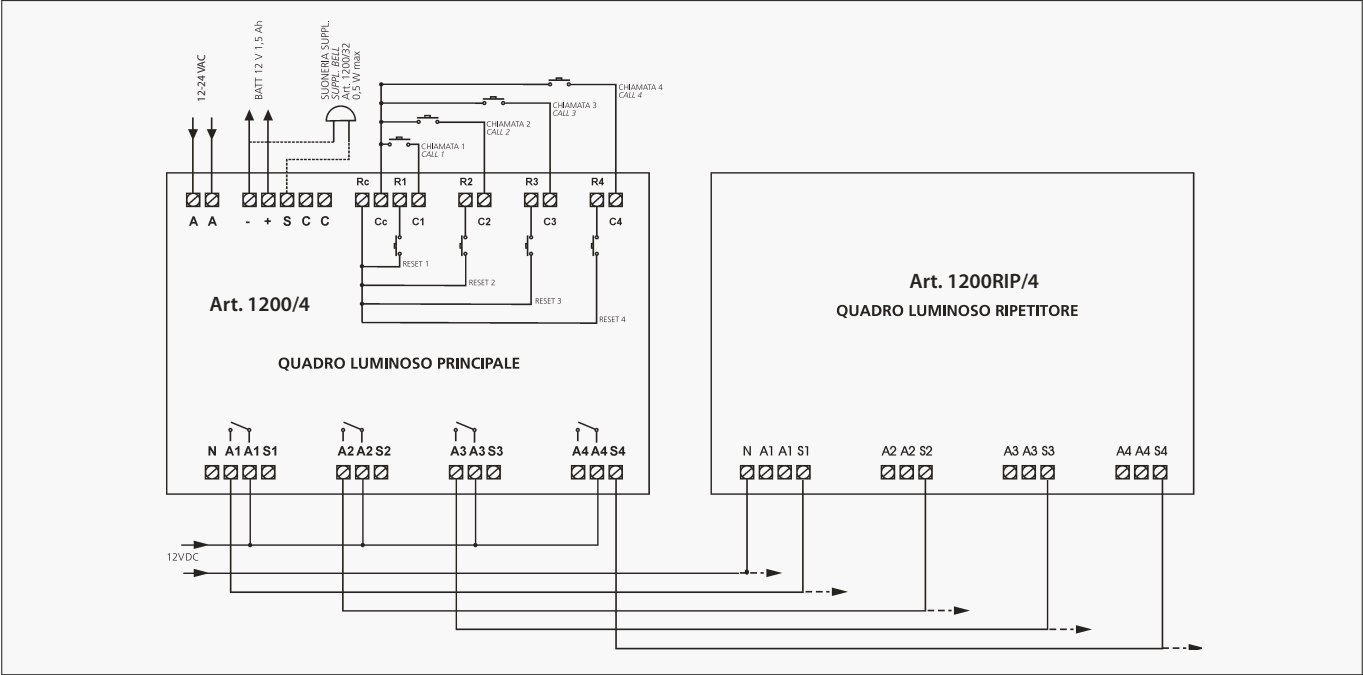 12-24 VAC
BATT 12 V 1,5 Ah
SUONERIA SUPPL.
SUPPL. BELL
Art. 1200/32
0,5 W max
CHIAMATA 4
CALL 4
CHIAMATA 3
CALL 3
CHIAMATA 2
CALL 2
CHIAMATA 1
CALL 1
Rc R1 R2 R3 R4
A A - + S C C Cc C1 C2 C3 C4
RESET 1
RESET 2
RESET 3
RESET 4
Art. 1200/4
QUADRO LUMINOSO PRINCIPALE
N A1 A1 S1 A2 A2 S2 A3 A3 S3 A4 A4 S4
Art. 1200RIP/4
QUADRO LUMINOSO RIPETITORE
N A1 A1 S1 A2 A2 S2 A3 A3 S3 A4 A4 S4
12VDC